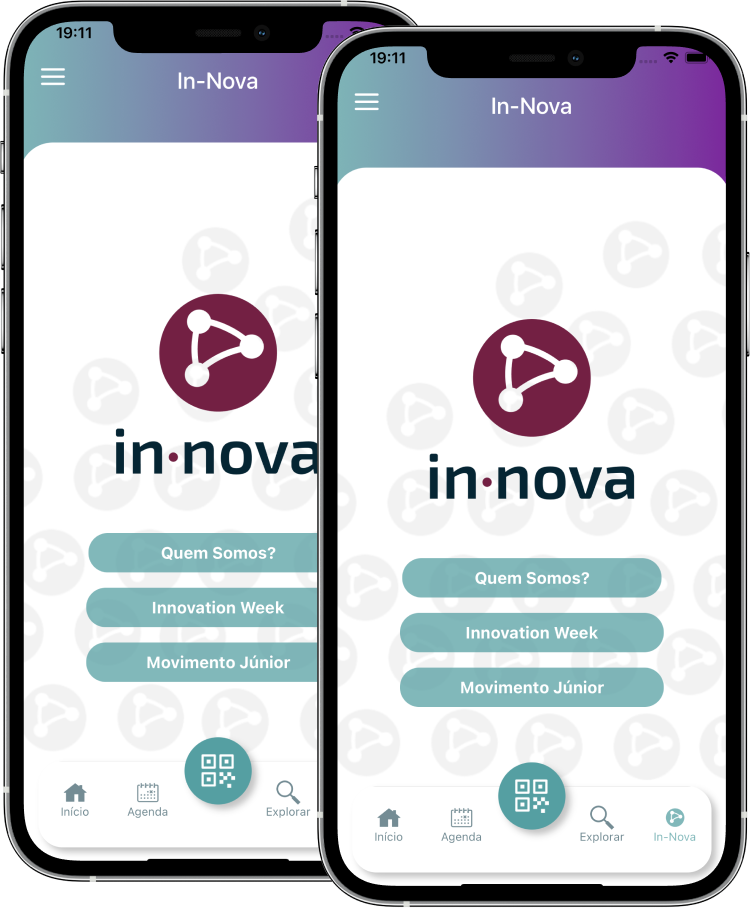 19:11
In-Nova
in·nova
Quem Somos?
Innovation Week
Movimento Júnior
Início
Agenda
Explorar
19:11
In-Nova
in·nova
Quem Somos?
Innovation Week
Movimento Júnior
Início
Agenda
Explorar
In-Nova